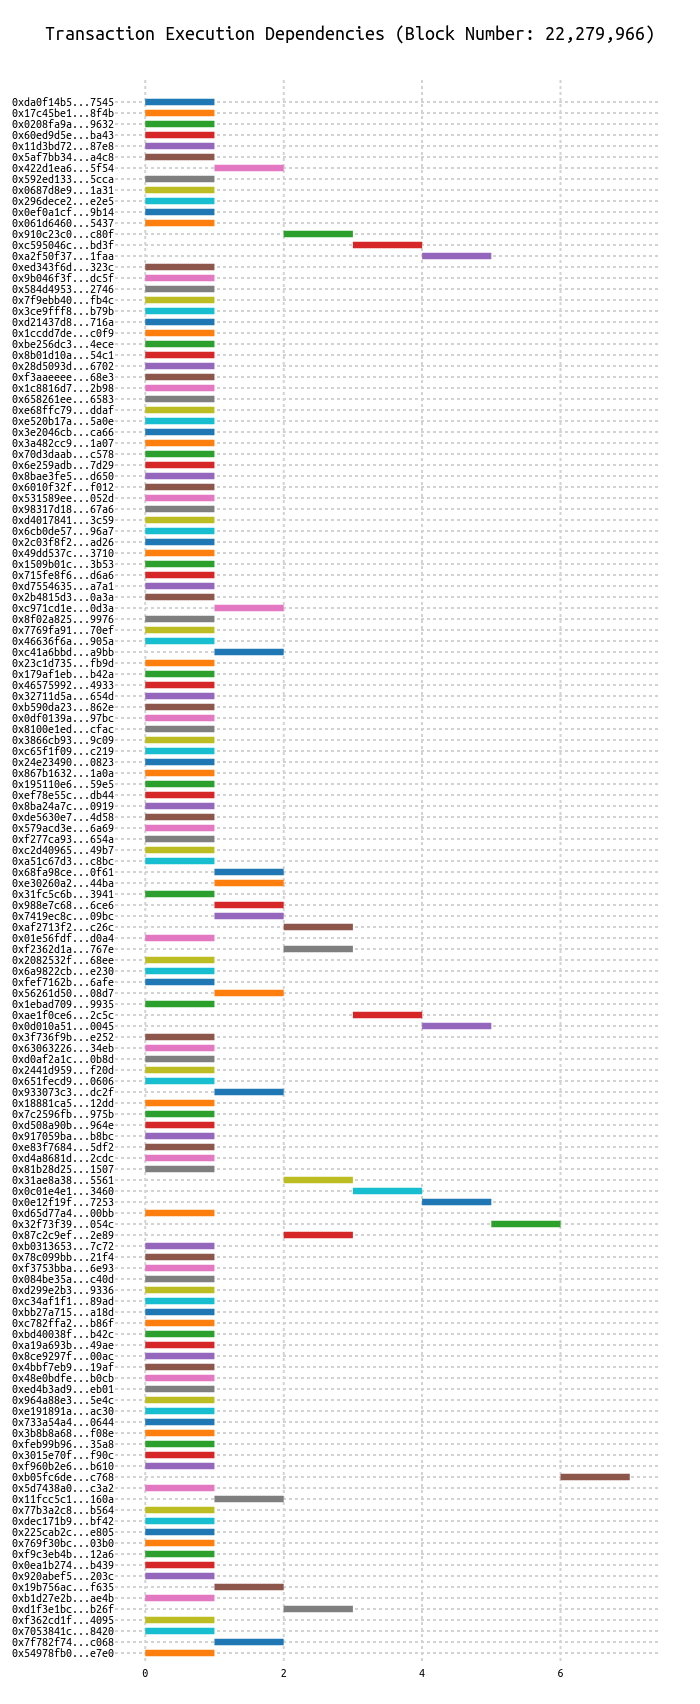 Transaction Execution Dependencies (Block Number: 22,279,966)
0xda0f14b5...7545
0x17c45be1...8f4b
0x0208fa9a...9632
0x60ed9d5e...ba43
0x11d3bd72...87e8
0x5af7bb34...a4c8
0x422d1ea6...5f54
0x592ed133...5cca
0x0687d8e9...1a31
0x296dece2...e2e5
0x0ef0a1cf...9b14
0x061d6460...5437
0x910c23c0...c80f
0xc595046c...bd3f
0xa2f50f37...1faa
0xed343f6d...323c
0x9b046f3f...dc5f
0x584d4953...2746
0x7f9ebb40...fb4c
0x3ce9fff8...b79b
0xd21437d8...716a
0x1ccdd7de...c0f9
0xbe256dc3...4ece
0x8b01d10a...54c1
0x28d5093d...6702
0xf3aaeeee...68e3
0x1c8816d7...2b98
0x658261ee...6583
0xe68ffc79...ddaf
0xe520b17a...5a0e
0x3e2046cb...ca66
0x3a482cc9...1a07
0x70d3daab...c578
0x6e259adb...7d29
0x8bae3fe5...d650
0x6010f32f...f012
0x531589ee...052d
0x98317d18...67a6
0xd4017841...3c59
0x6cb0de57...96a7
0x2c03f8f2...ad26
0x49dd537c...3710
0x1509b01c...3b53
0x715fe8f6...d6a6
0xd7554635...a7a1
0x2b4815d3...0a3a
0xc971cd1e...0d3a
0x8f02a825...9976
0x7769fa91...70ef
0x46636f6a...905a
0xc41a6bbd...a9bb
0x23c1d735...fb9d
0x179af1eb...b42a
0x46575992...4933
0x32711d5a...654d
0xb590da23...862e
0x0df0139a...97bc
0x8100e1ed...cfac
0x3866cb93...9c09
0xc65f1f09...c219
0x24e23490...0823
0x867b1632...1a0a
0x195110e6...59e5
0xef78e55c...db44
0x8ba24a7c...0919
0xde5630e7...4d58
0x579acd3e...6a69
0xf277ca93...654a
0xc2d40965...49b7
0xa51c67d3...c8bc
0x68fa98ce...0f61
0xe30260a2...44ba
0x31fc5c6b...3941
0x988e7c68...6ce6
0x7419ec8c...09bc
0xaf2713f2...c26c
0x01e56fdf...d0a4
0xf2362d1a...767e
0x2082532f...68ee
0x6a9822cb...e230
0xfef7162b...6afe
0x56261d50...08d7
0x1ebad709...9935
0xae1f0ce6...2c5c
0x0d010a51...0045
0x3f736f9b...e252
0x63063226...34eb
0xd0af2a1c...0b8d
0x2441d959...f20d
0x651fecd9...0606
0x933073c3...dc2f
0x18881ca5...12dd
0x7c2596fb...975b
0xd508a90b...964e
0x917059ba...b8bc
0xe83f7684...5df2
0xd4a8681d...2cdc
0x81b28d25...1507
0x31ae8a38...5561
0x0c01e4e1...3460
0x0e12f19f...7253
0xd65d77a4...00bb
0x32f73f39...054c
0x87c2c9ef...2e89
0xb0313653...7c72
0x78c099bb...21f4
0xf3753bba...6e93
0x084be35a...c40d
0xd299e2b3...9336
0xc34af1f1...89ad
0xbb27a715...a18d
0xc782ffa2...b86f
0xbd40038f...b42c
0xa19a693b...49ae
0x8ce9297f...00ac
0x4bbf7eb9...19af
0x48e0bdfe...b0cb
0xed4b3ad9...eb01
0x964a88e3...5e4c
0xe191891a...ac30
0x733a54a4...0644
0x3b8b8a68...f08e
0xfeb99b96...35a8
0x3015e70f...f90c
0xf960b2e6...b610
0xb05fc6de...c768
0x5d7438a0...c3a2
0x11fcc5c1...160a
0x77b3a2c8...b564
0xdec171b9...bf42
0x225cab2c...e805
0x769f30bc...03b0
0xf9c3eb4b...12a6
0x0ea1b274...b439
0x920abef5...203c
0x19b756ac...f635
0xb1d27e2b...ae4b
0xd1f3e1bc...b26f
0xf362cd1f...4095
0x7053841c...8420
0x7f782f74...c068
0x54978fb0...e7e0
0 2 4 6